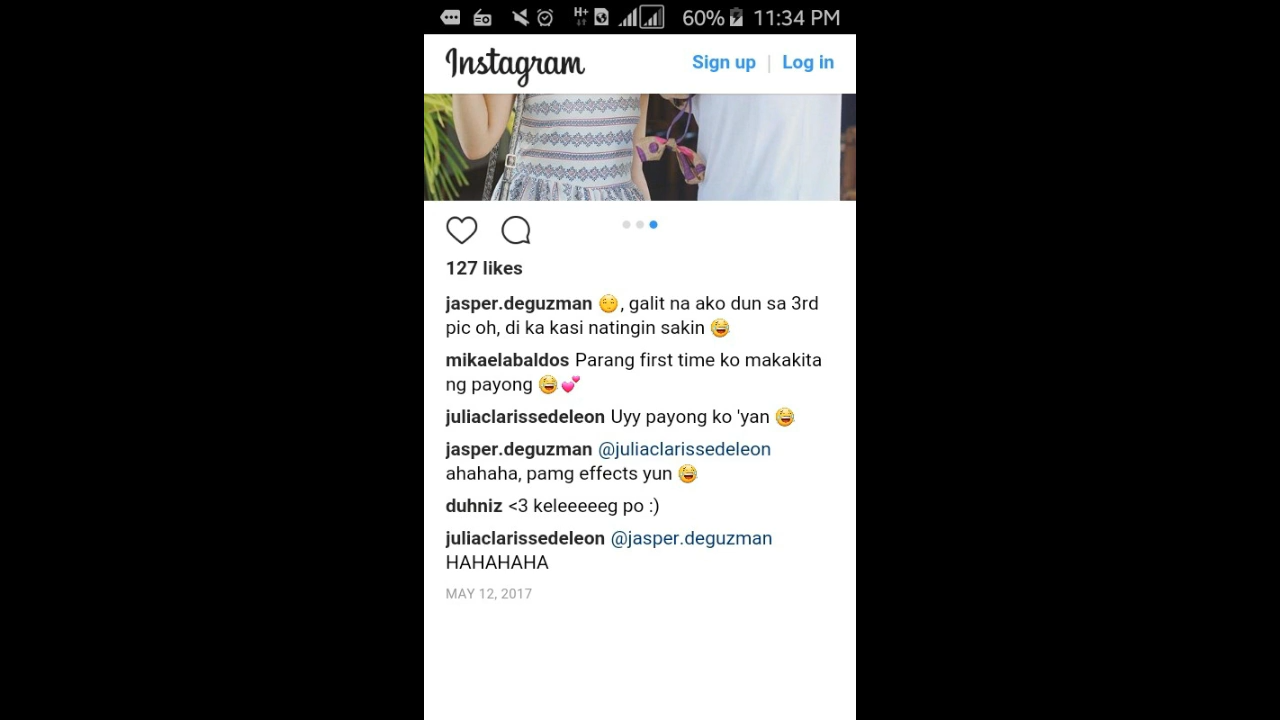 H+ 60% 11:34 PM
Instagram Sign up | Log in
127 likes
jasper.deguzman 😌, galit na ako dun sa 3rd
pic oh, di ka kasi natingin sakin 😅
mikaelabaldos Parang first time ko makakita
ng payong 😅💕
juliaclarissedeleon Uyy payong ko 'yan 😅
jasper.deguzman @juliaclarissedeleon
ahahaha, pamg effects yun 😅
duhniz <3 keleeeeeg po :)
juliaclarissedeleon @jasper.deguzman
HAHAHAHA
MAY 12, 2017